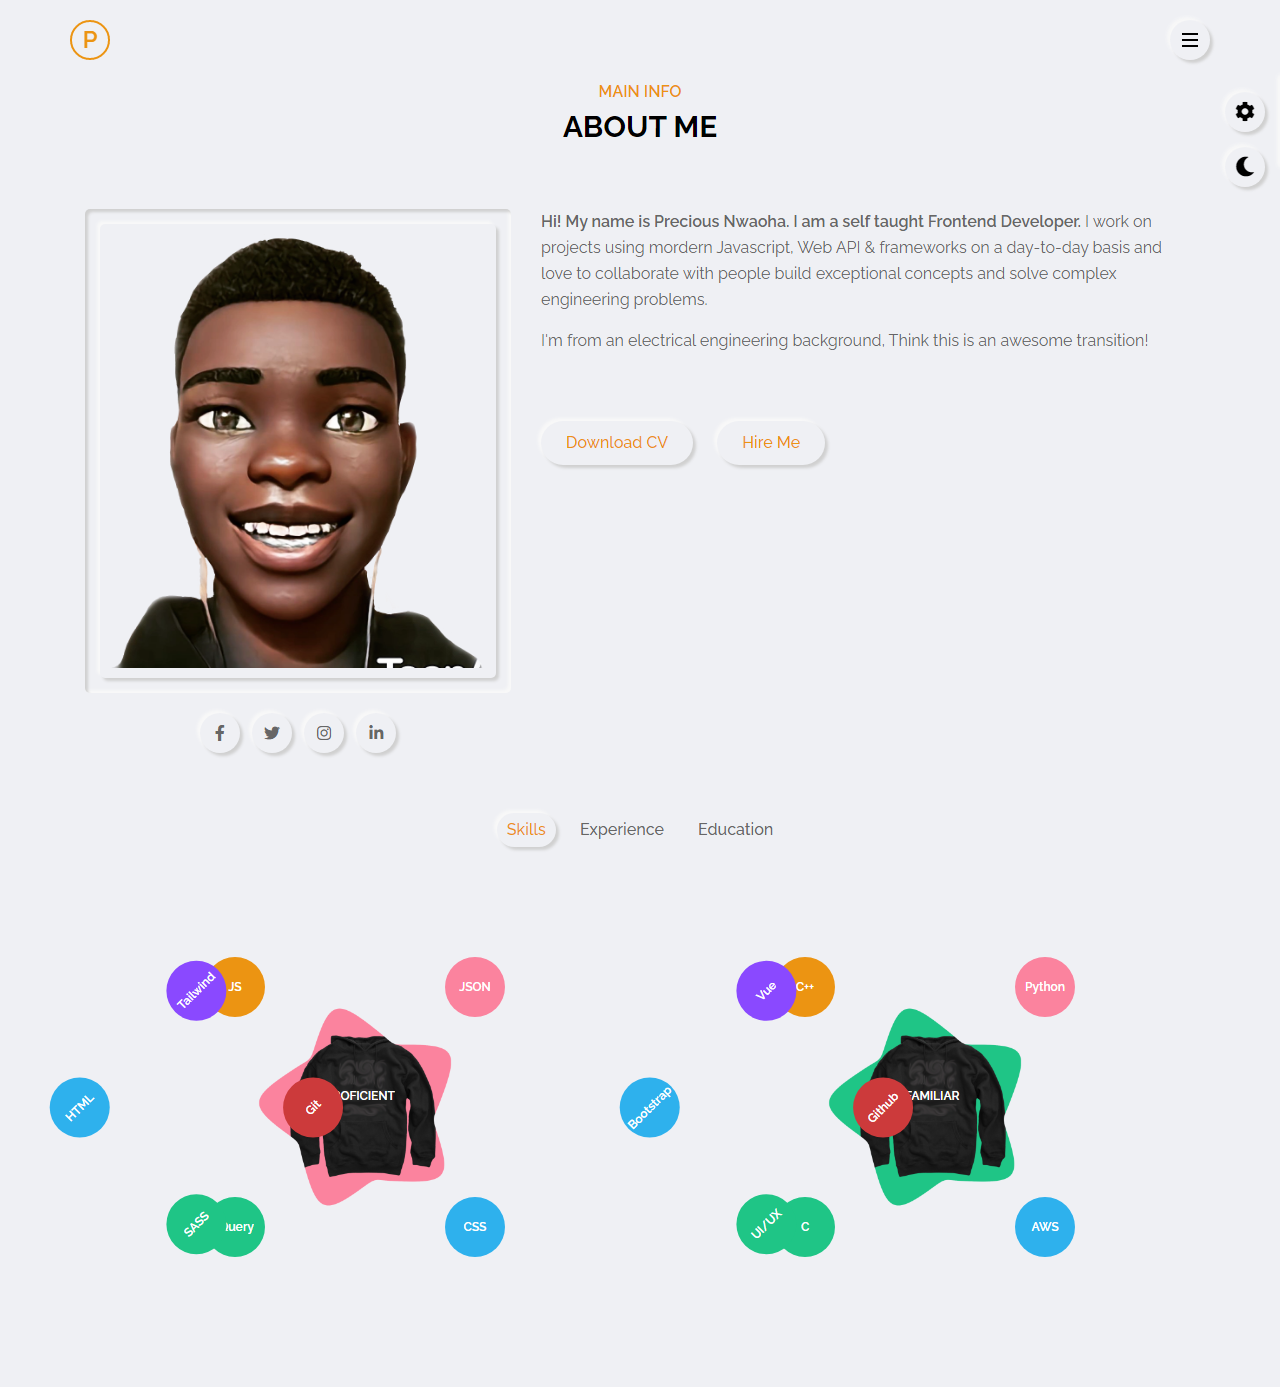 P
MAIN INFO
ABOUT ME
Hi! My name is Precious Nwaoha. I am a self taught Frontend Developer. I work on
projects using mordern Javascript, Web API & frameworks on a day-to-day basis and
love to collaborate with people build exceptional concepts and solve complex
engineering problems.
I'm from an electrical engineering background, Think this is an awesome transition!
Download CV
Hire Me
Skills
Experience
Education
Tailwind
JS
JSON
HTML
Git
OFICIENT
SASS
uery
CSS
Vue
C++
Python
Bootstrap
Github
FAMILIAR
UI/UX
C
AWS